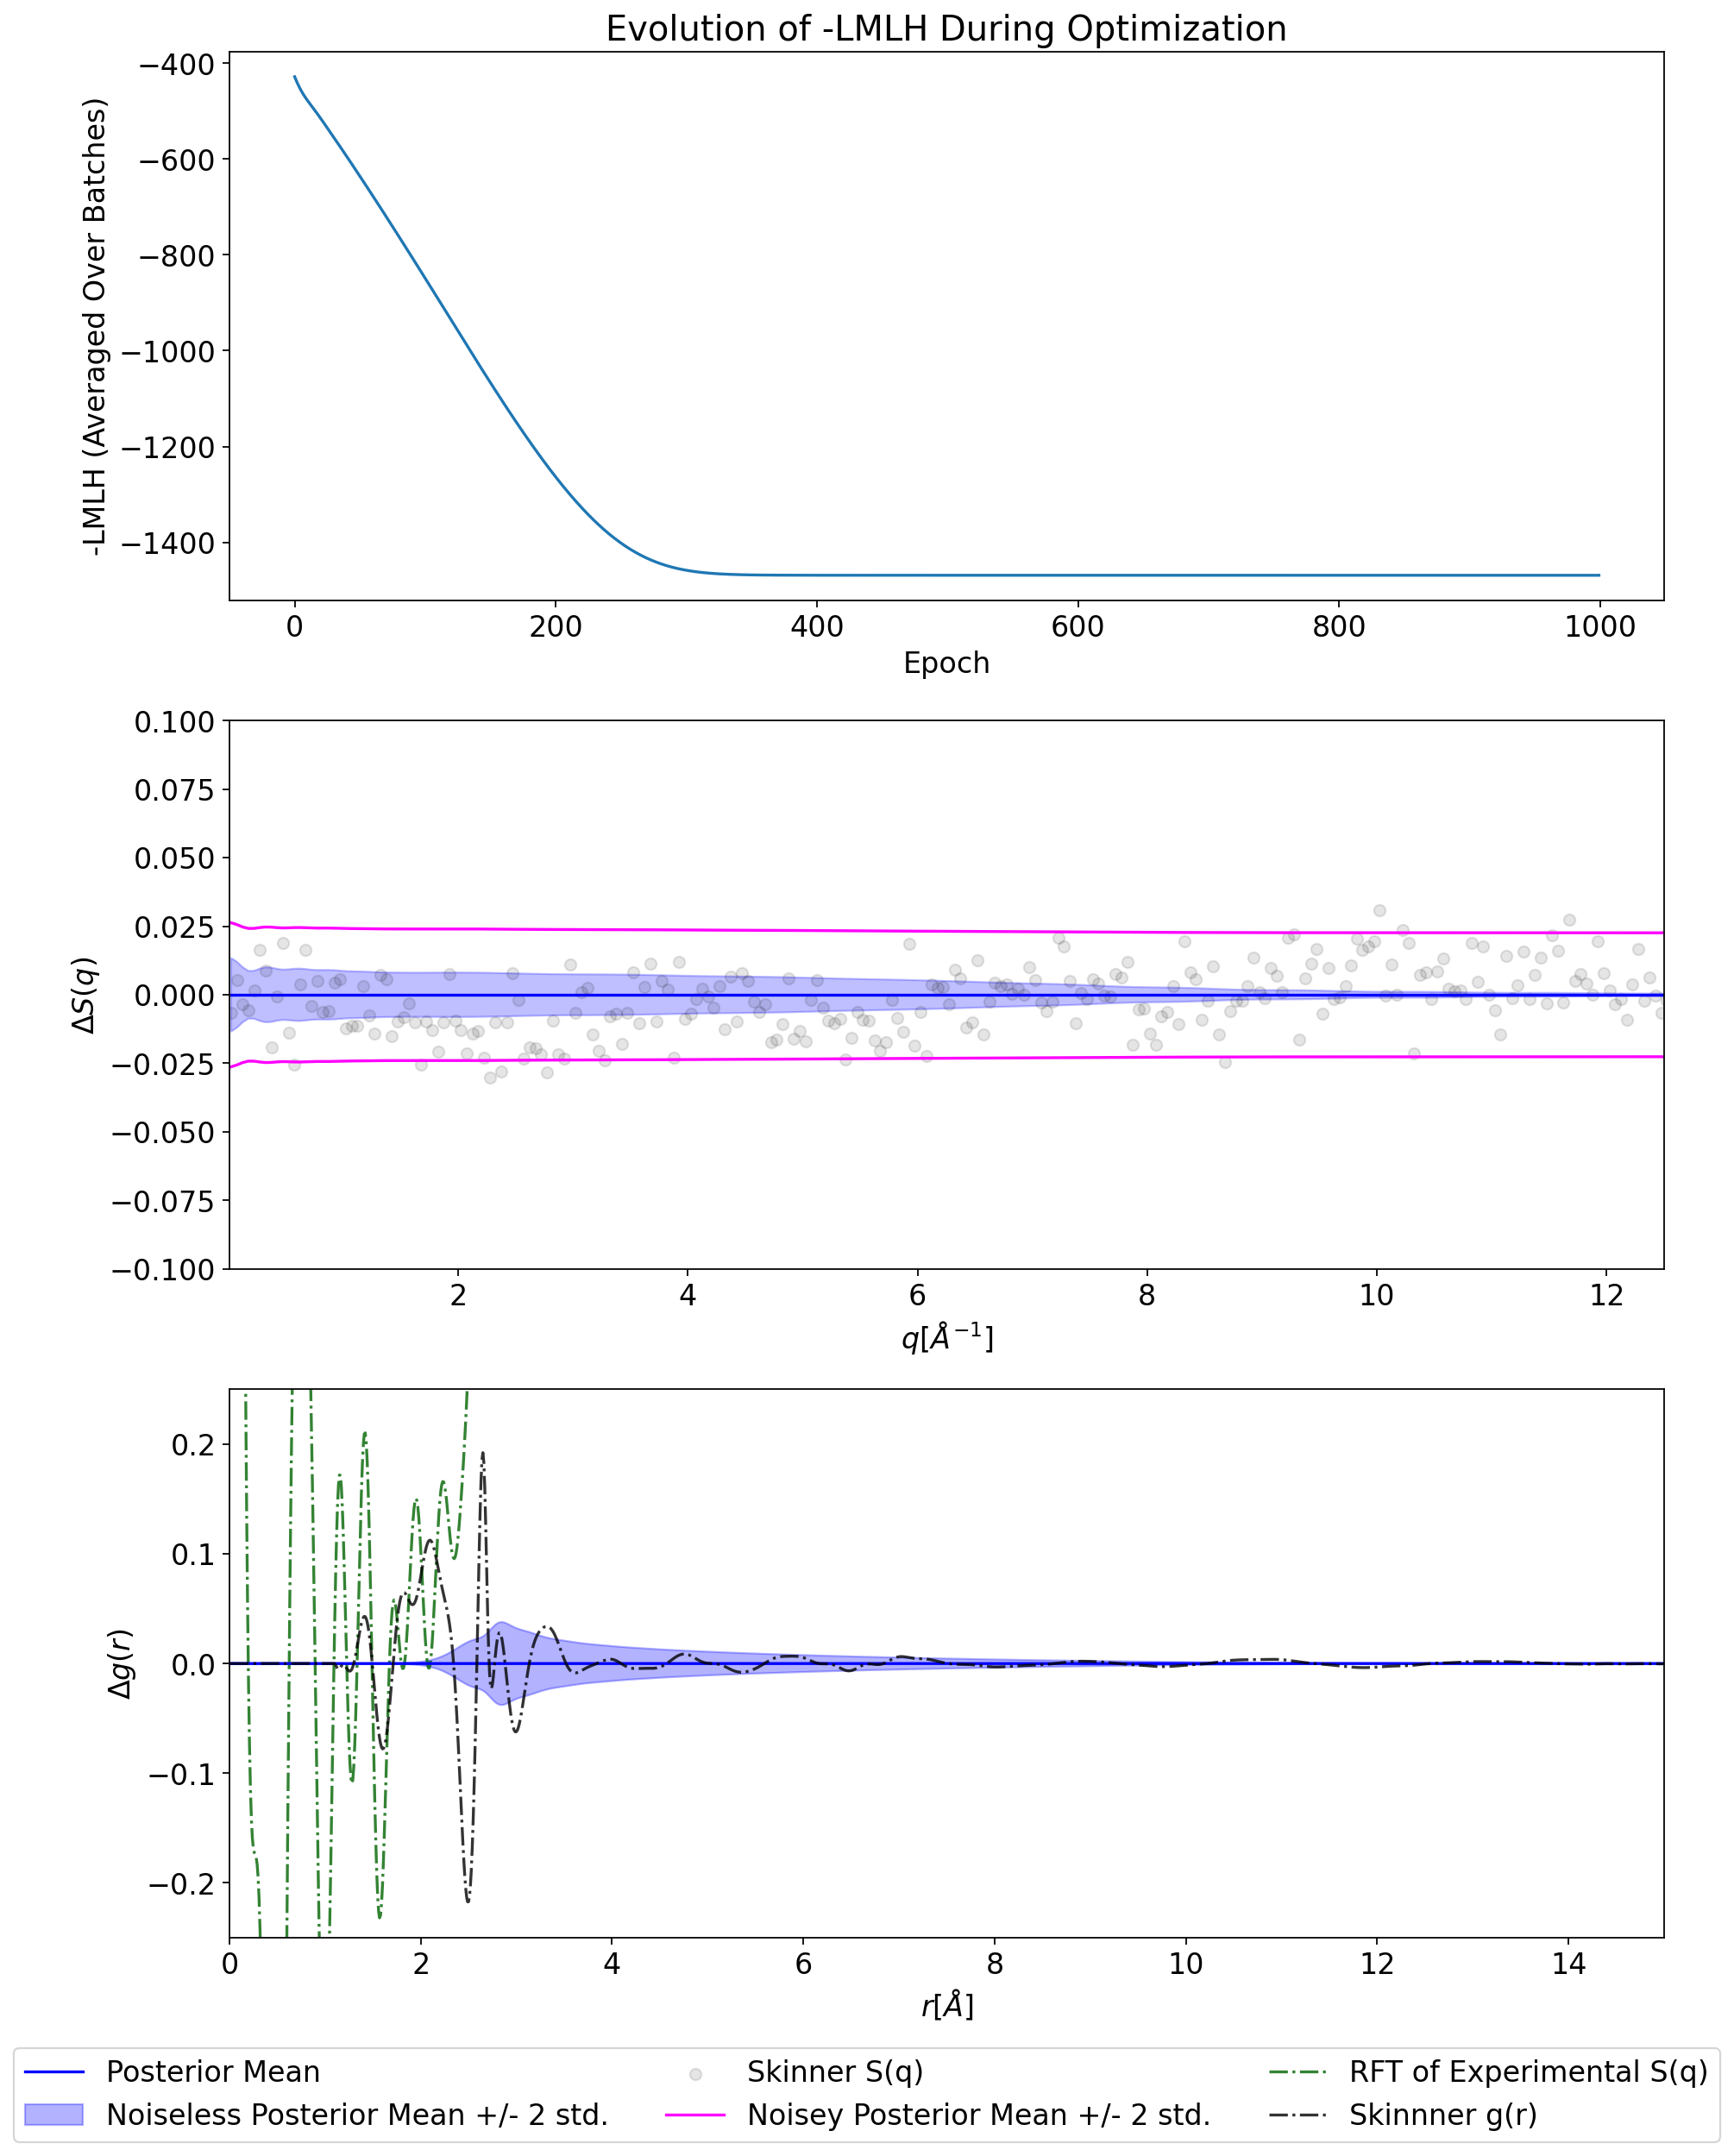 Evolution of -LMLH During Optimization
-LMLH (Averaged Over Batches)
−400
−600
−800
−1000
−1200
−1400
0 200 400 600 800 1000
Epoch
ΔS(q)
0.100
0.075
0.050
0.025
0.000
−0.025
−0.050
−0.075
−0.100
2 4 6 8 10 12
q[Å⁻¹]
Δg(r)
0.2
0.1
0.0
−0.1
−0.2
0 2 4 6 8 10 12 14
r[Å]
Posterior Mean
Noiseless Posterior Mean +/- 2 std.
Skinner S(q)
Noisey Posterior Mean +/- 2 std.
RFT of Experimental S(q)
Skinnner g(r)